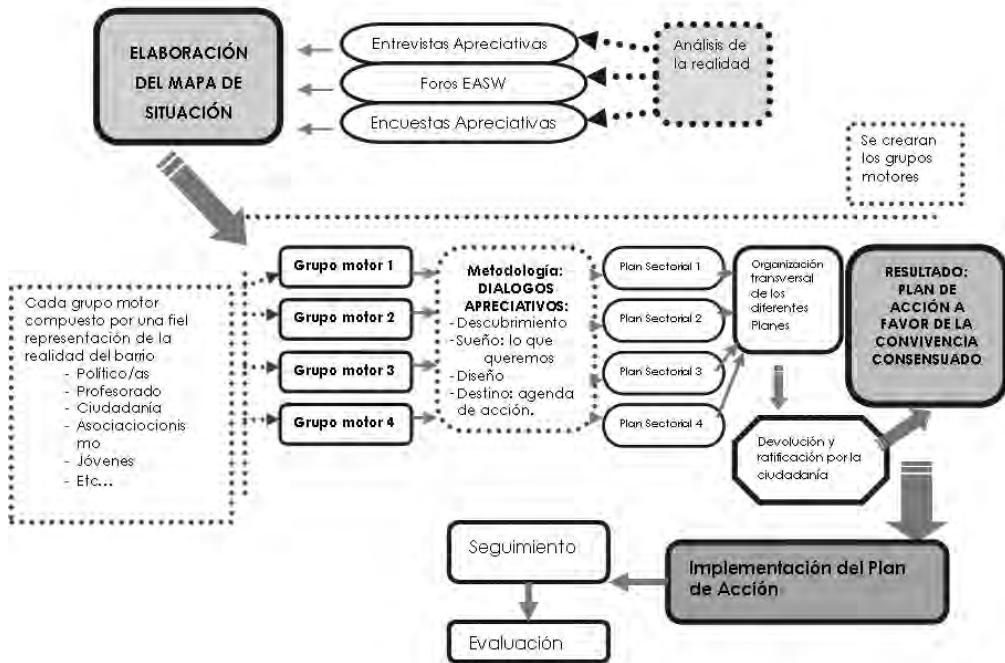 ELABORACIÓN
DEL MAPA DE
SITUACIÓN
Entrevistas Apreciativas
Foros EASW
Encuestas Apreciativas
Análisis de
la realidad
Se crearan
los grupos
motores
Cada grupo motor
compuesto por una fiel
representación de la
realidad del barrio
- Político/as
- Profesorado
- Ciudadanía
- Asociaciocionis
mo
- Jóvenes
- Etc...
Grupo motor 1
Grupo motor 2
Grupo motor 3
Grupo motor 4
Metodología:
DIALOGOS
APRECIATIVOS:
-Descubrimiento
-Sueño: lo que
queremos
-Diseño
-Destino: agenda
de acción.
Plan Sectorial 1
Plan Sectorial 2
Plan Sectorial 3
Plan Sectorial 4
Organización
transversal
de los
diferentes
Planes
RESULTADO:
PLAN DE
ACCIÓN A
FAVOR DE LA
CONVIVENCIA
CONSENSUADO
Devolución y
ratificación por la
ciudadanía
Implementación del Plan
de Acción
Seguimiento
Evaluación